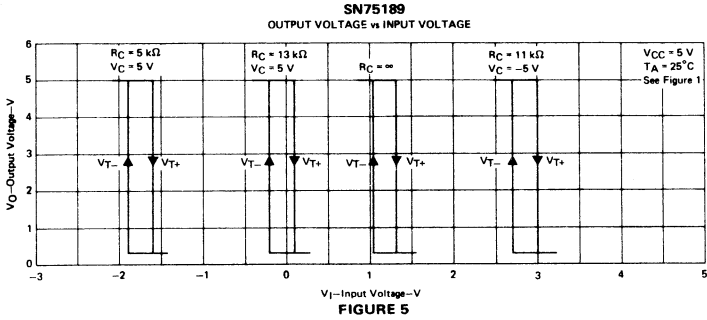 SN75189
OUTPUT VOLTAGE vs INPUT VOLTAGE
RC = 5 kΩ
VC = 5 V
RC = 13 kΩ
VC = 5 V
RC = ∞
RC = 11 kΩ
VC = −5 V
VCC = 5 V
TA = 25°C
See Figure 1
VO—Output Voltage—V
6
5
4
3
2
1
0
VT−
VT+
VT−
VT+
VT−
VT+
VT−
VT+
−3
−2
−1
0
1
2
3
4
5
VI—Input Voltage—V
FIGURE 5